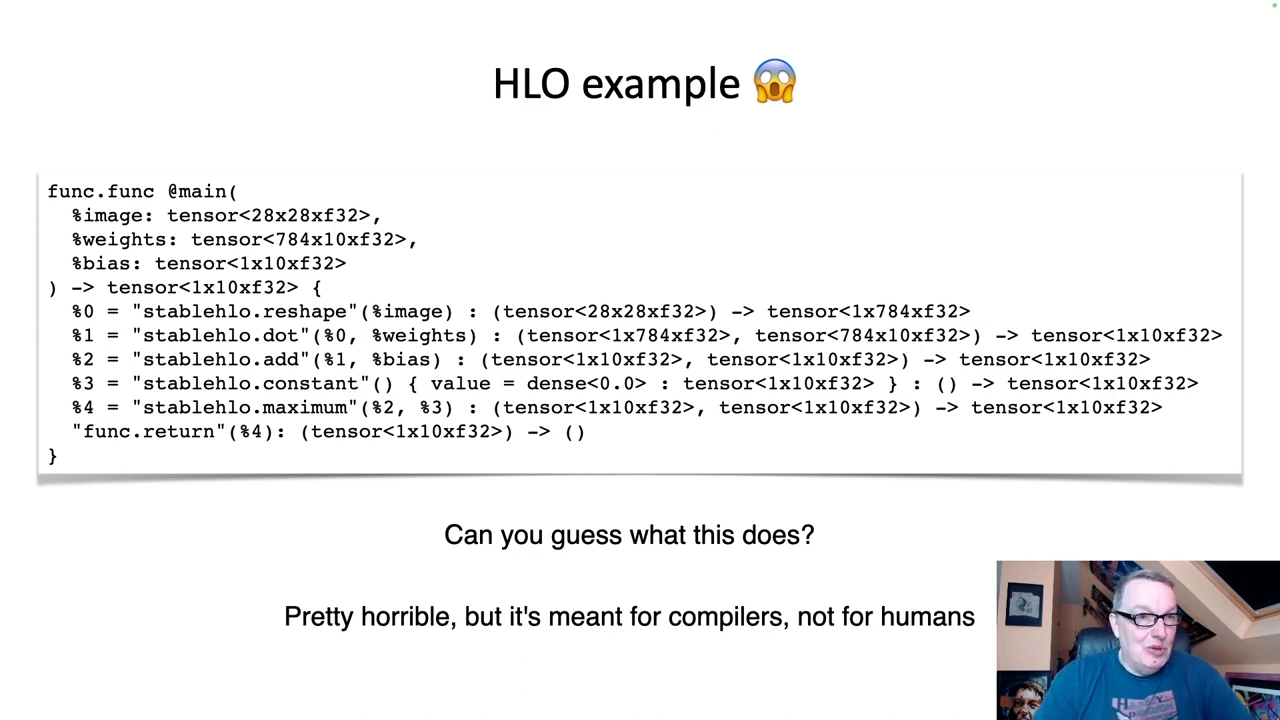 HLO example 😱
func.func @main(
  %image: tensor<28x28xf32>,
  %weights: tensor<784x10xf32>,
  %bias: tensor<1x10xf32>
) -> tensor<1x10xf32> {
  %0 = "stablehlo.reshape"(%image) : (tensor<28x28xf32>) -> tensor<1x784xf32>
  %1 = "stablehlo.dot"(%0, %weights) : (tensor<1x784xf32>, tensor<784x10xf32>) -> tensor<1x10xf32>
  %2 = "stablehlo.add"(%1, %bias) : (tensor<1x10xf32>, tensor<1x10xf32>) -> tensor<1x10xf32>
  %3 = "stablehlo.constant"() { value = dense<0.0> : tensor<1x10xf32> } : () -> tensor<1x10xf32>
  %4 = "stablehlo.maximum"(%2, %3) : (tensor<1x10xf32>, tensor<1x10xf32>) -> tensor<1x10xf32>
  "func.return"(%4): (tensor<1x10xf32>) -> ()
}
Can you guess what this does?
Pretty horrible, but it's meant for compilers, not for humans